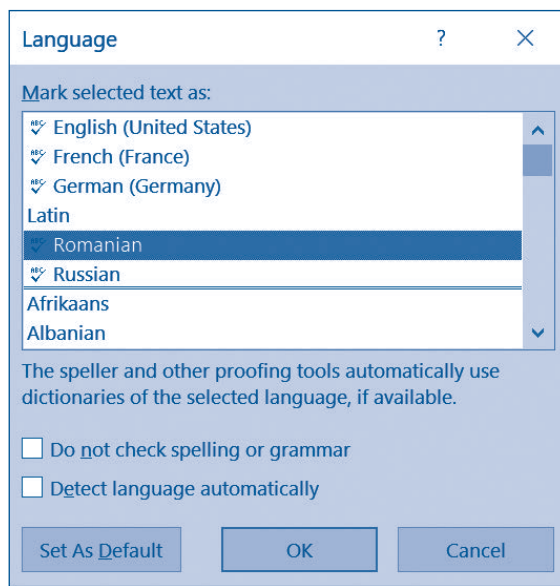 Language ? ×
Mark selected text as:
English (United States)
French (France)
German (Germany)
Latin
Romanian
Russian
Afrikaans
Albanian
The speller and other proofing tools automatically use
dictionaries of the selected language, if available.
Do not check spelling or grammar
Detect language automatically
Set As Default OK Cancel